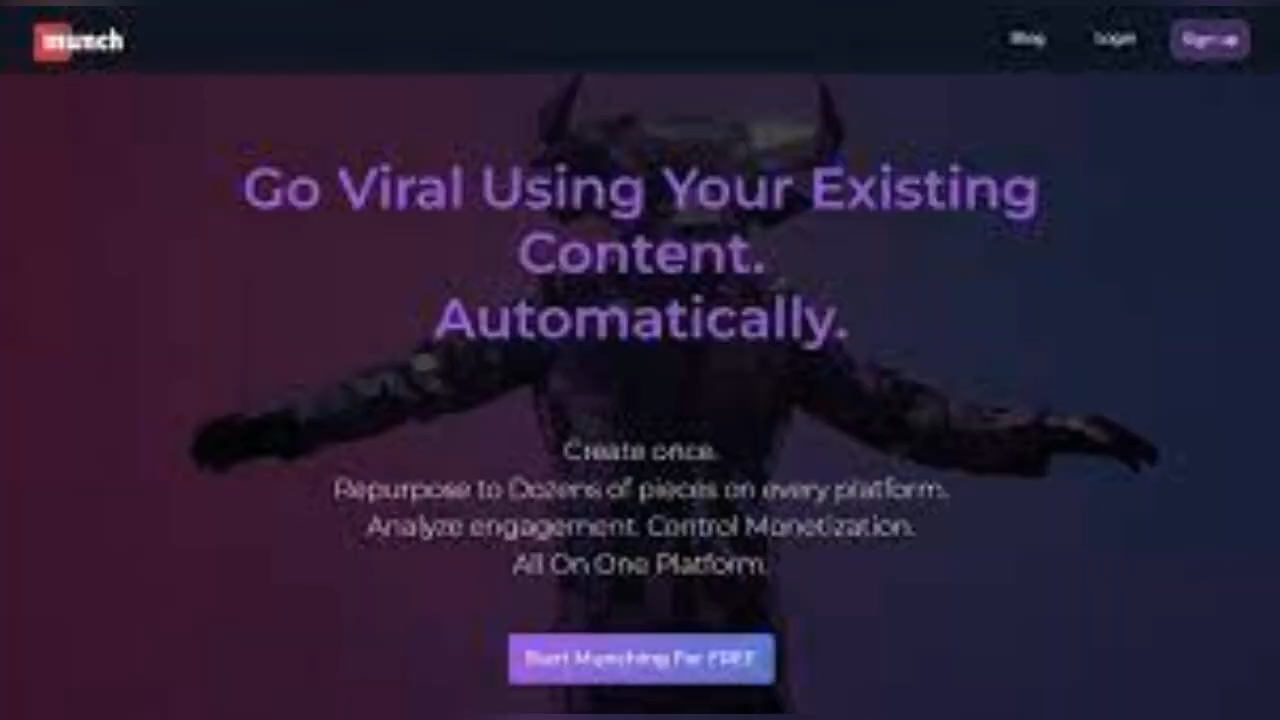 munch
Blog
Login
Sign up
Go Viral Using Your Existing
Content.
Automatically.
Create once.
Repurpose to Dozens of pieces on every platform.
Analyze engagement. Control Monetization.
All On One Platform.
Start Munching For FREE